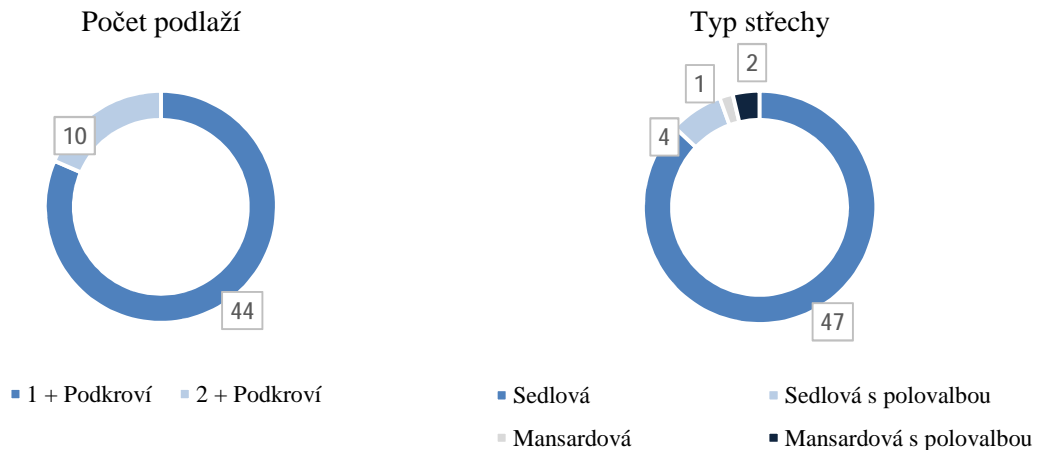 Počet podlaží
10
44
1 + Podkroví
2 + Podkroví
Typ střechy
2
1
4
47
Sedlová
Sedlová s polovalbou
Mansardová
Mansardová s polovalbou